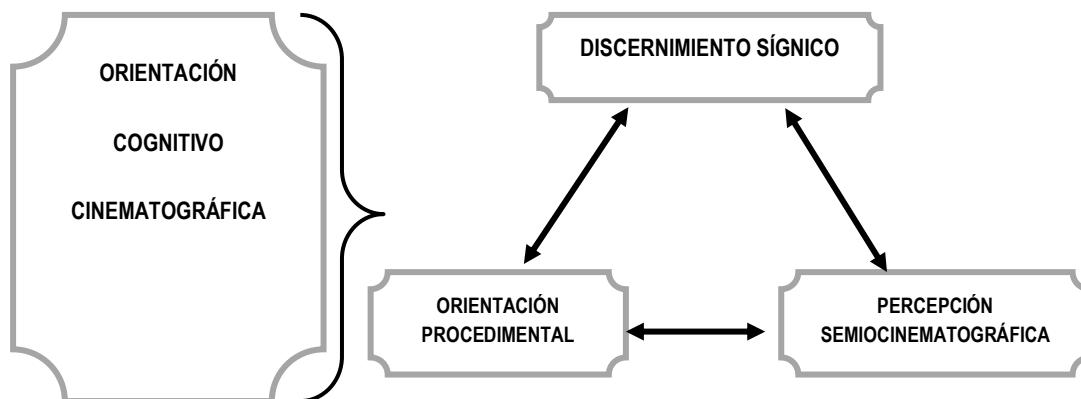 ORIENTACIÓN
COGNITIVO
CINEMATOGRÁFICA
DISCERNIMIENTO SÍGNICO
ORIENTACIÓN
PROCEDIMENTAL
PERCEPCIÓN
SEMIOCINEMATOGRÁFICA